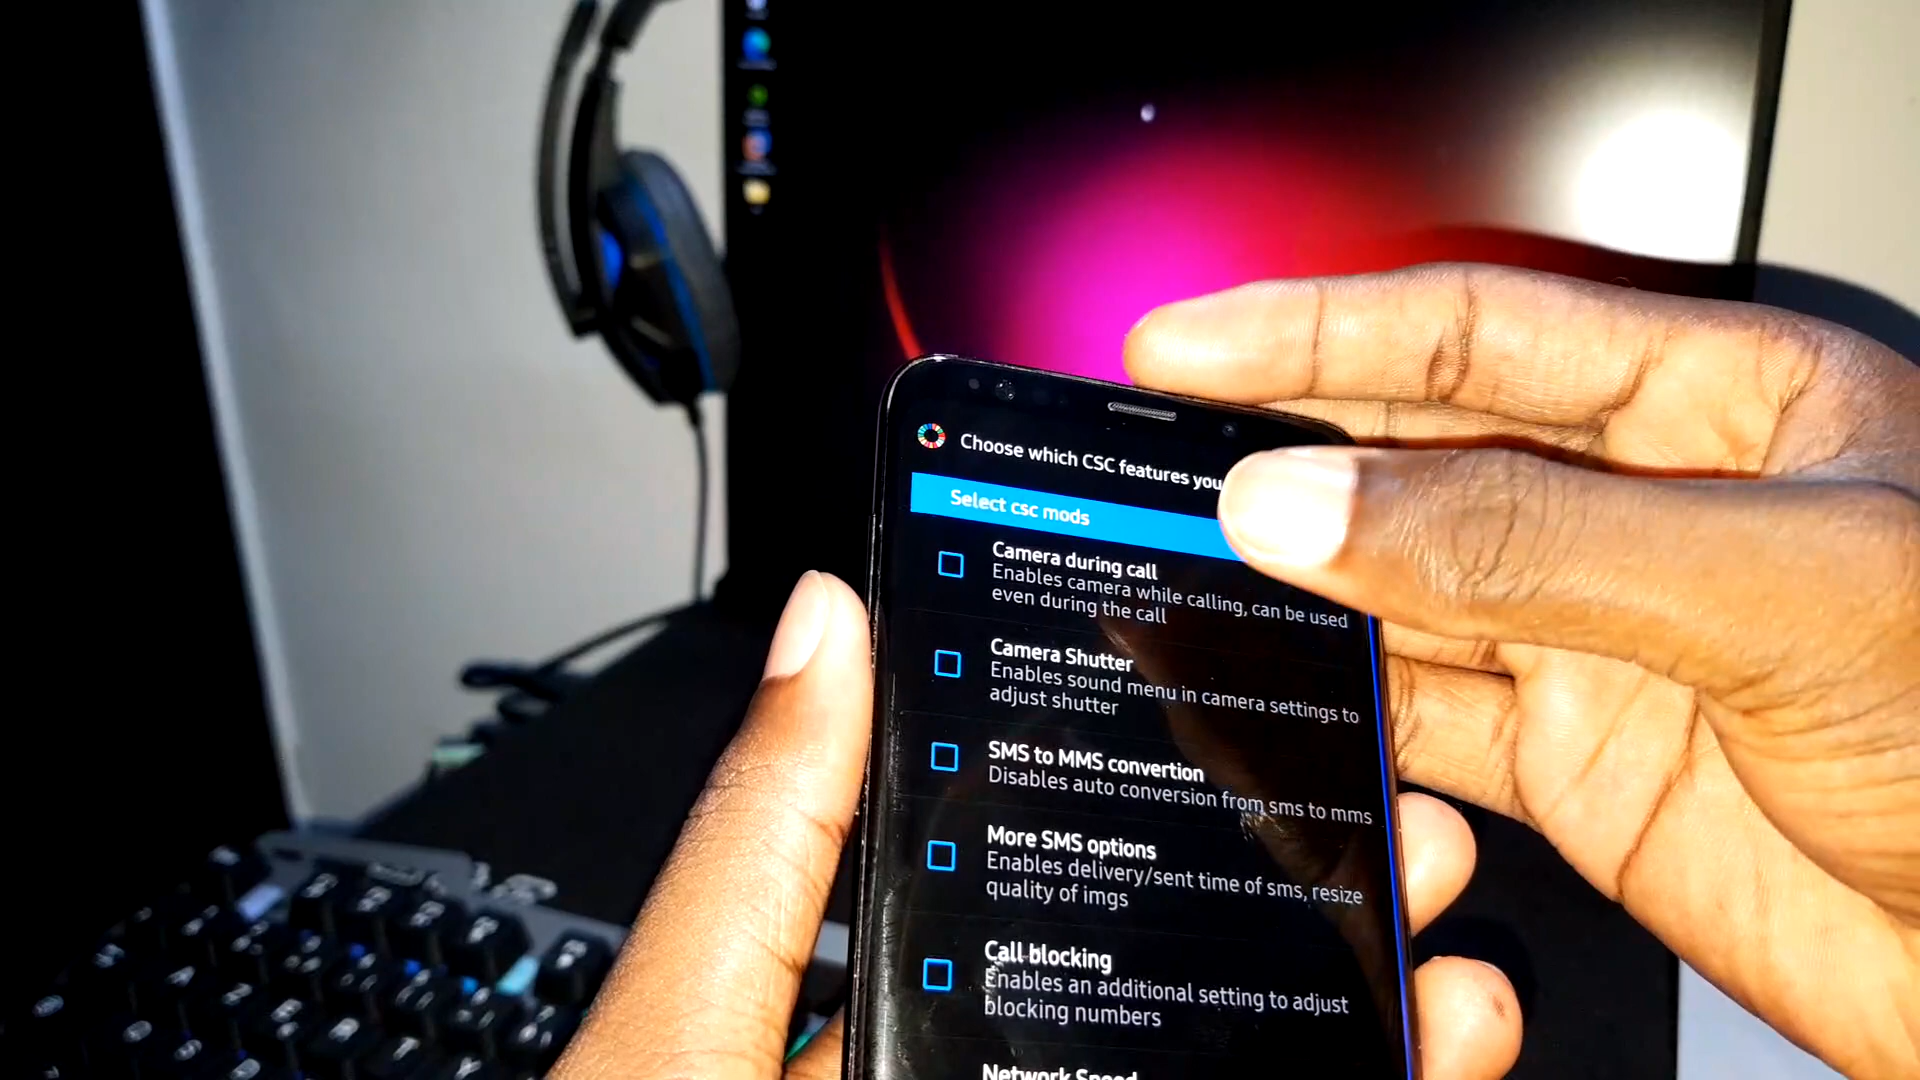 Choose which CSC features you
Select csc mods
Camera during call
Enables camera while calling, can be used
even during the call
Camera Shutter
Enables sound menu in camera settings to
adjust shutter
SMS to MMS convertion
Disables auto conversion from sms to mms
More SMS options
Enables delivery/sent time of sms, resize
quality of imgs
Call blocking
Enables an additional setting to adjust
blocking numbers
Network Speed